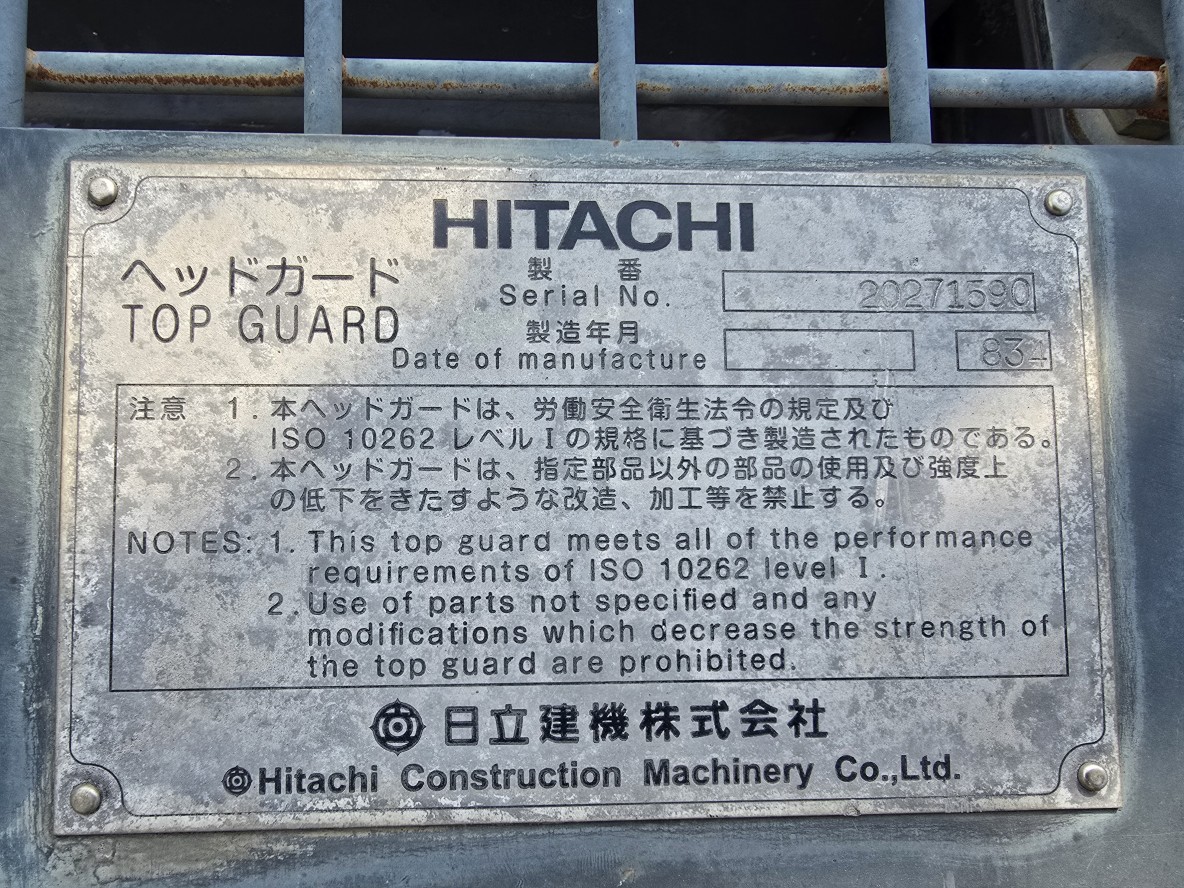 HITACHI
ヘッドガード
TOP GUARD
製 番
Serial No. 20271590
製造年月
Date of manufacture
注意 1. 本ヘッドガードは、労働安全衛生法令の規定及び
ISO 10262 レベルⅠの規格に基づき製造されたものである。
2. 本ヘッドガードは、指定部品以外の部品の使用及び強度上
の低下をきたすような改造、加工等を禁止する。
NOTES: 1. This top guard meets all of the performance
requirements of ISO 10262 level Ⅰ.
2. Use of parts not specified and any
modifications which decrease the strength of
the top guard are prohibited.
日立建機株式会社
Hitachi Construction Machinery Co.,Ltd.